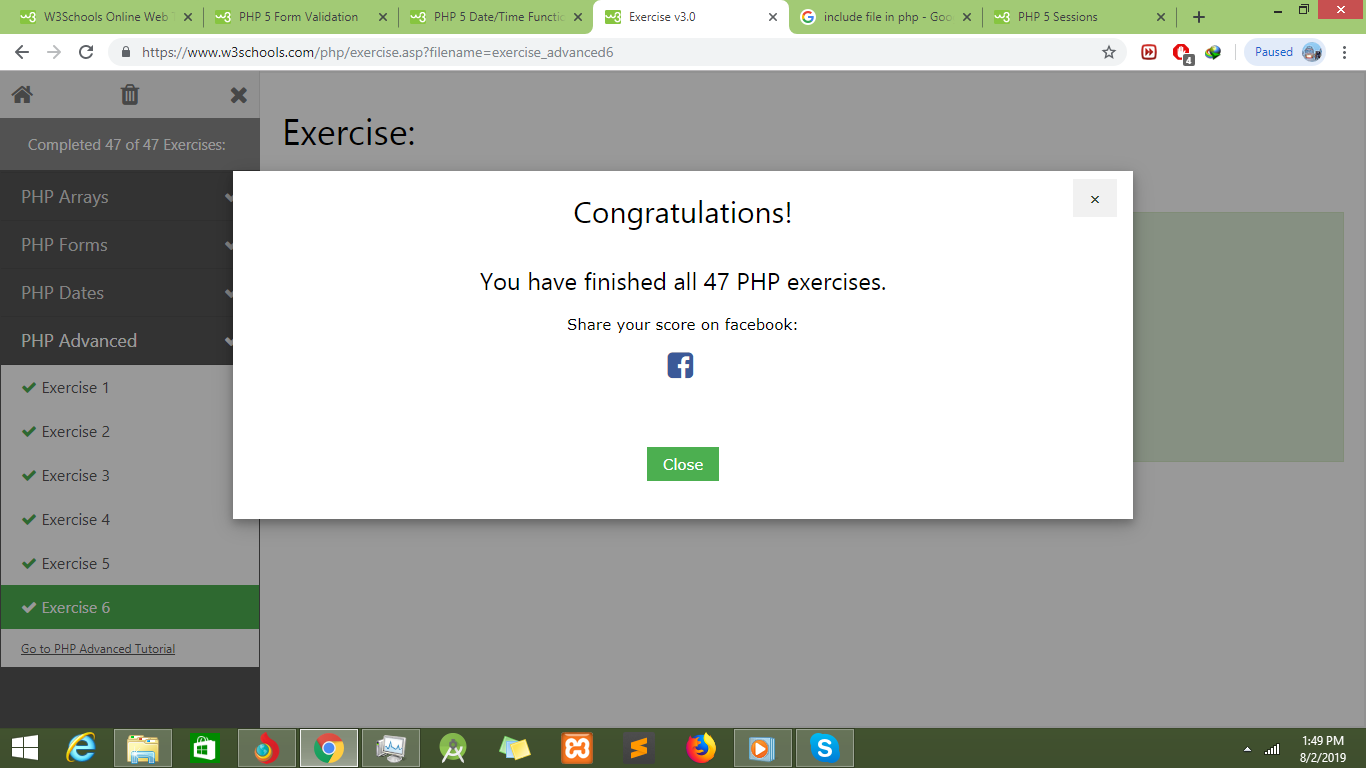 W3Schools Online Web T
PHP 5 Form Validation
PHP 5 Date/Time Functio
Exercise v3.0
include file in php - Goo
PHP 5 Sessions
https://www.w3schools.com/php/exercise.asp?filename=exercise_advanced6
4
Paused
Completed 47 of 47 Exercises:
PHP Arrays
PHP Forms
PHP Dates
PHP Advanced
Exercise 1
Exercise 2
Exercise 3
Exercise 4
Exercise 5
Exercise 6
Go to PHP Advanced Tutorial
Exercise:
Congratulations!
×
You have finished all 47 PHP exercises.
Share your score on facebook:
Close
1:49 PM
8/2/2019